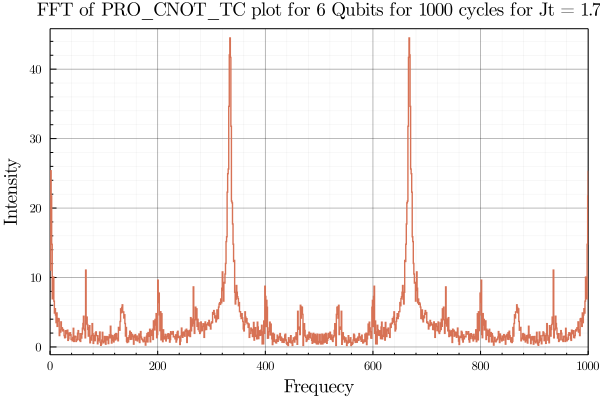 FFT of PRO_CNOT_TC plot for 6 Qubits for 1000 cycles for Jt = 1.7
Intensity
40
30
20
10
0
0 200 400 600 800 1000
Frequecy